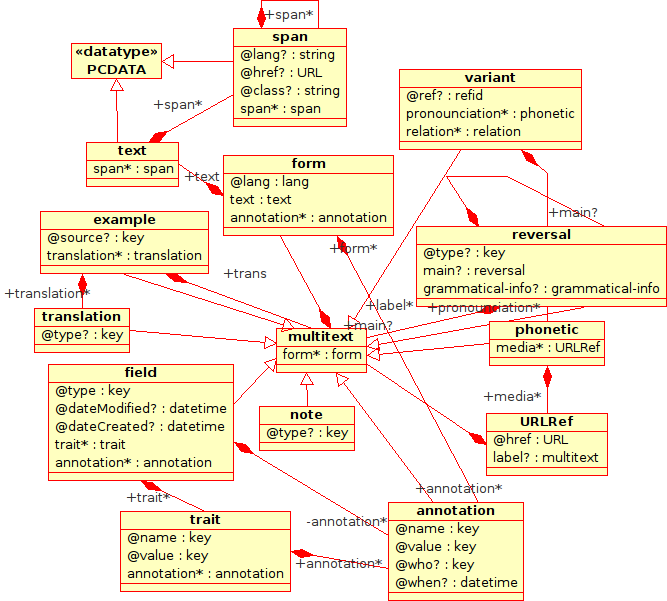 +span*
span
@lang? : string
@href? : URL
@class? : string
span* : span
«datatype»
PCDATA
+span*
variant
@ref? : refid
pronounciation* : phonetic
relation* : relation
text
span* : span
+text
form
@lang : lang
text : text
annotation* : annotation
example
@source? : key
translation* : translation
+main?
reversal
@type? : key
main? : reversal
grammatical-info? : grammatical-info
+form*
+trans
+translation*
+label*
+pronounciation*
translation
@type? : key
+main?
multitext
form* : form
phonetic
media* : URLRef
field
@type : key
@dateModified? : datetime
@dateCreated? : datetime
trait* : trait
annotation* : annotation
note
@type? : key
+media*
URLRef
@href : URL
label? : multitext
+trait*
+annotation*
trait
@name : key
@value : key
annotation* : annotation
-annotation*
+annotation*
annotation
@name : key
@value : key
@who? : key
@when? : datetime